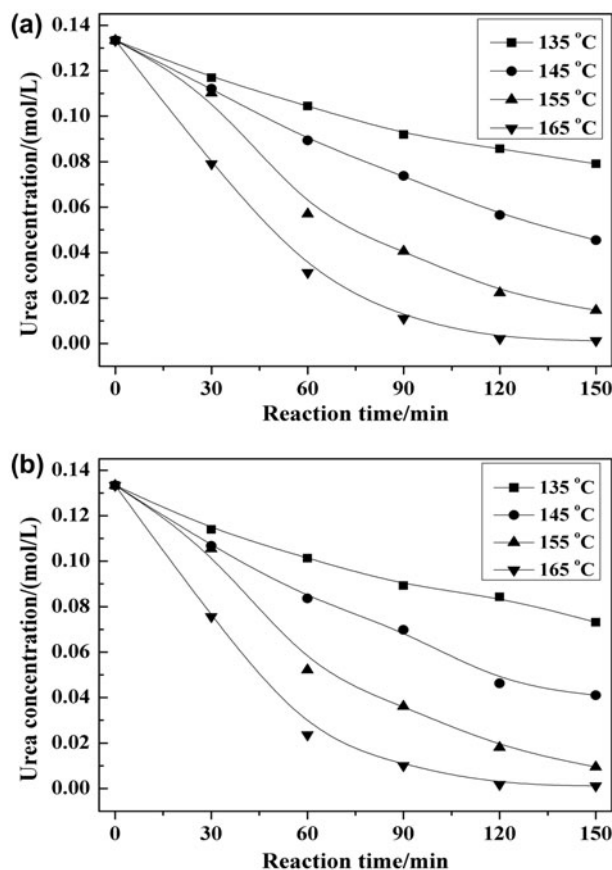 (a)
0.14
0.12
0.10
0.08
0.06
0.04
0.02
0.00
Urea concentration/(mol/L)
135 °C
145 °C
155 °C
165 °C
0 30 60 90 120 150
Reaction time/min
(b)
0.14
0.12
0.10
0.08
0.06
0.04
0.02
0.00
Urea concentration/(mol/L)
135 °C
145 °C
155 °C
165 °C
0 30 60 90 120 150
Reaction time/min